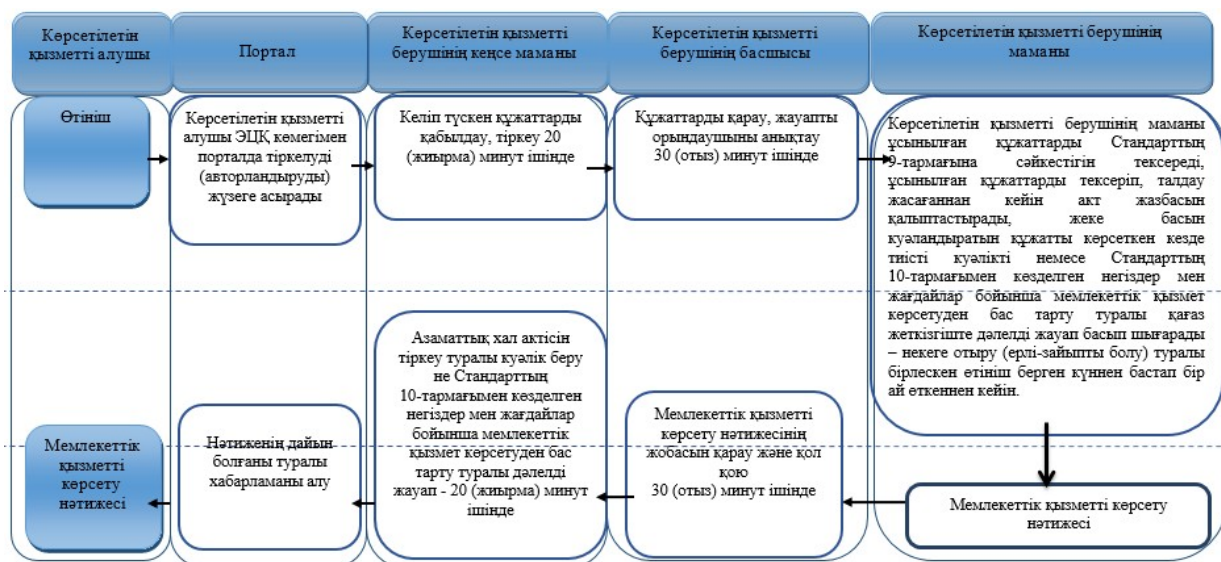 Көрсетілетін
қызметті алушы
Портал
Көрсетілетін қызметті
берушінің кеңсе маманы
Көрсетілетін қызметті
берушінің басшысы
Көрсетілетін қызметті берушінің
маманы
Өтініш
Көрсетілетін қызметті
алушы ЭЦҚ көмегімен
порталда тіркелуді
(авторландыруды)
жүзеге асырады
Келіп түскен құжаттарды
қабылдау, тіркеу 20
(жиырма) минут ішінде
Құжаттарды қарау, жауапты
орындаушыны анықтау
30 (отыз) минут ішінде
Көрсетілетін қызметті берушінің маманы
ұсынылған құжаттарды Стандарттың
9-тармағына сәйкестігін тексереді,
ұсынылған құжаттарды тексеріп, талдау
жасағаннан кейін акт жазбасын
қалыптастырады, жеке басын
куәландыратын құжатты көрсеткен кезде
тиісті куәлікті немесе Стандарттың
10-тармағымен көзделген негіздер мен
жағдайлар бойынша мемлекеттік қызмет
көрсетуден бас тарту туралы қағаз
жеткізгіште дәлелді жауап басып шығарады
– некеге отыру (ерлі-зайыпты болу) туралы
бірлескен өтініш берген күннен бастап бір
ай өткеннен кейін.
Мемлекеттік
қызметті
көрсету
нәтижесі
Нәтиженің дайын
болғаны туралы
хабарламаны алу
Азаматтық хал актісін
тіркеу туралы куәлік беру
не Стандарттың
10-тармағымен көзделген
негіздер мен жағдайлар
бойынша мемлекеттік
қызмет көрсетуден бас
тарту туралы дәлелді
жауап - 20 (жиырма) минут
ішінде
Мемлекеттік қызметті
көрсету нәтижесінің
жобасын қарау және қол
қою
30 (отыз) минут ішінде
Мемлекеттік қызметті көрсету
нәтижесі